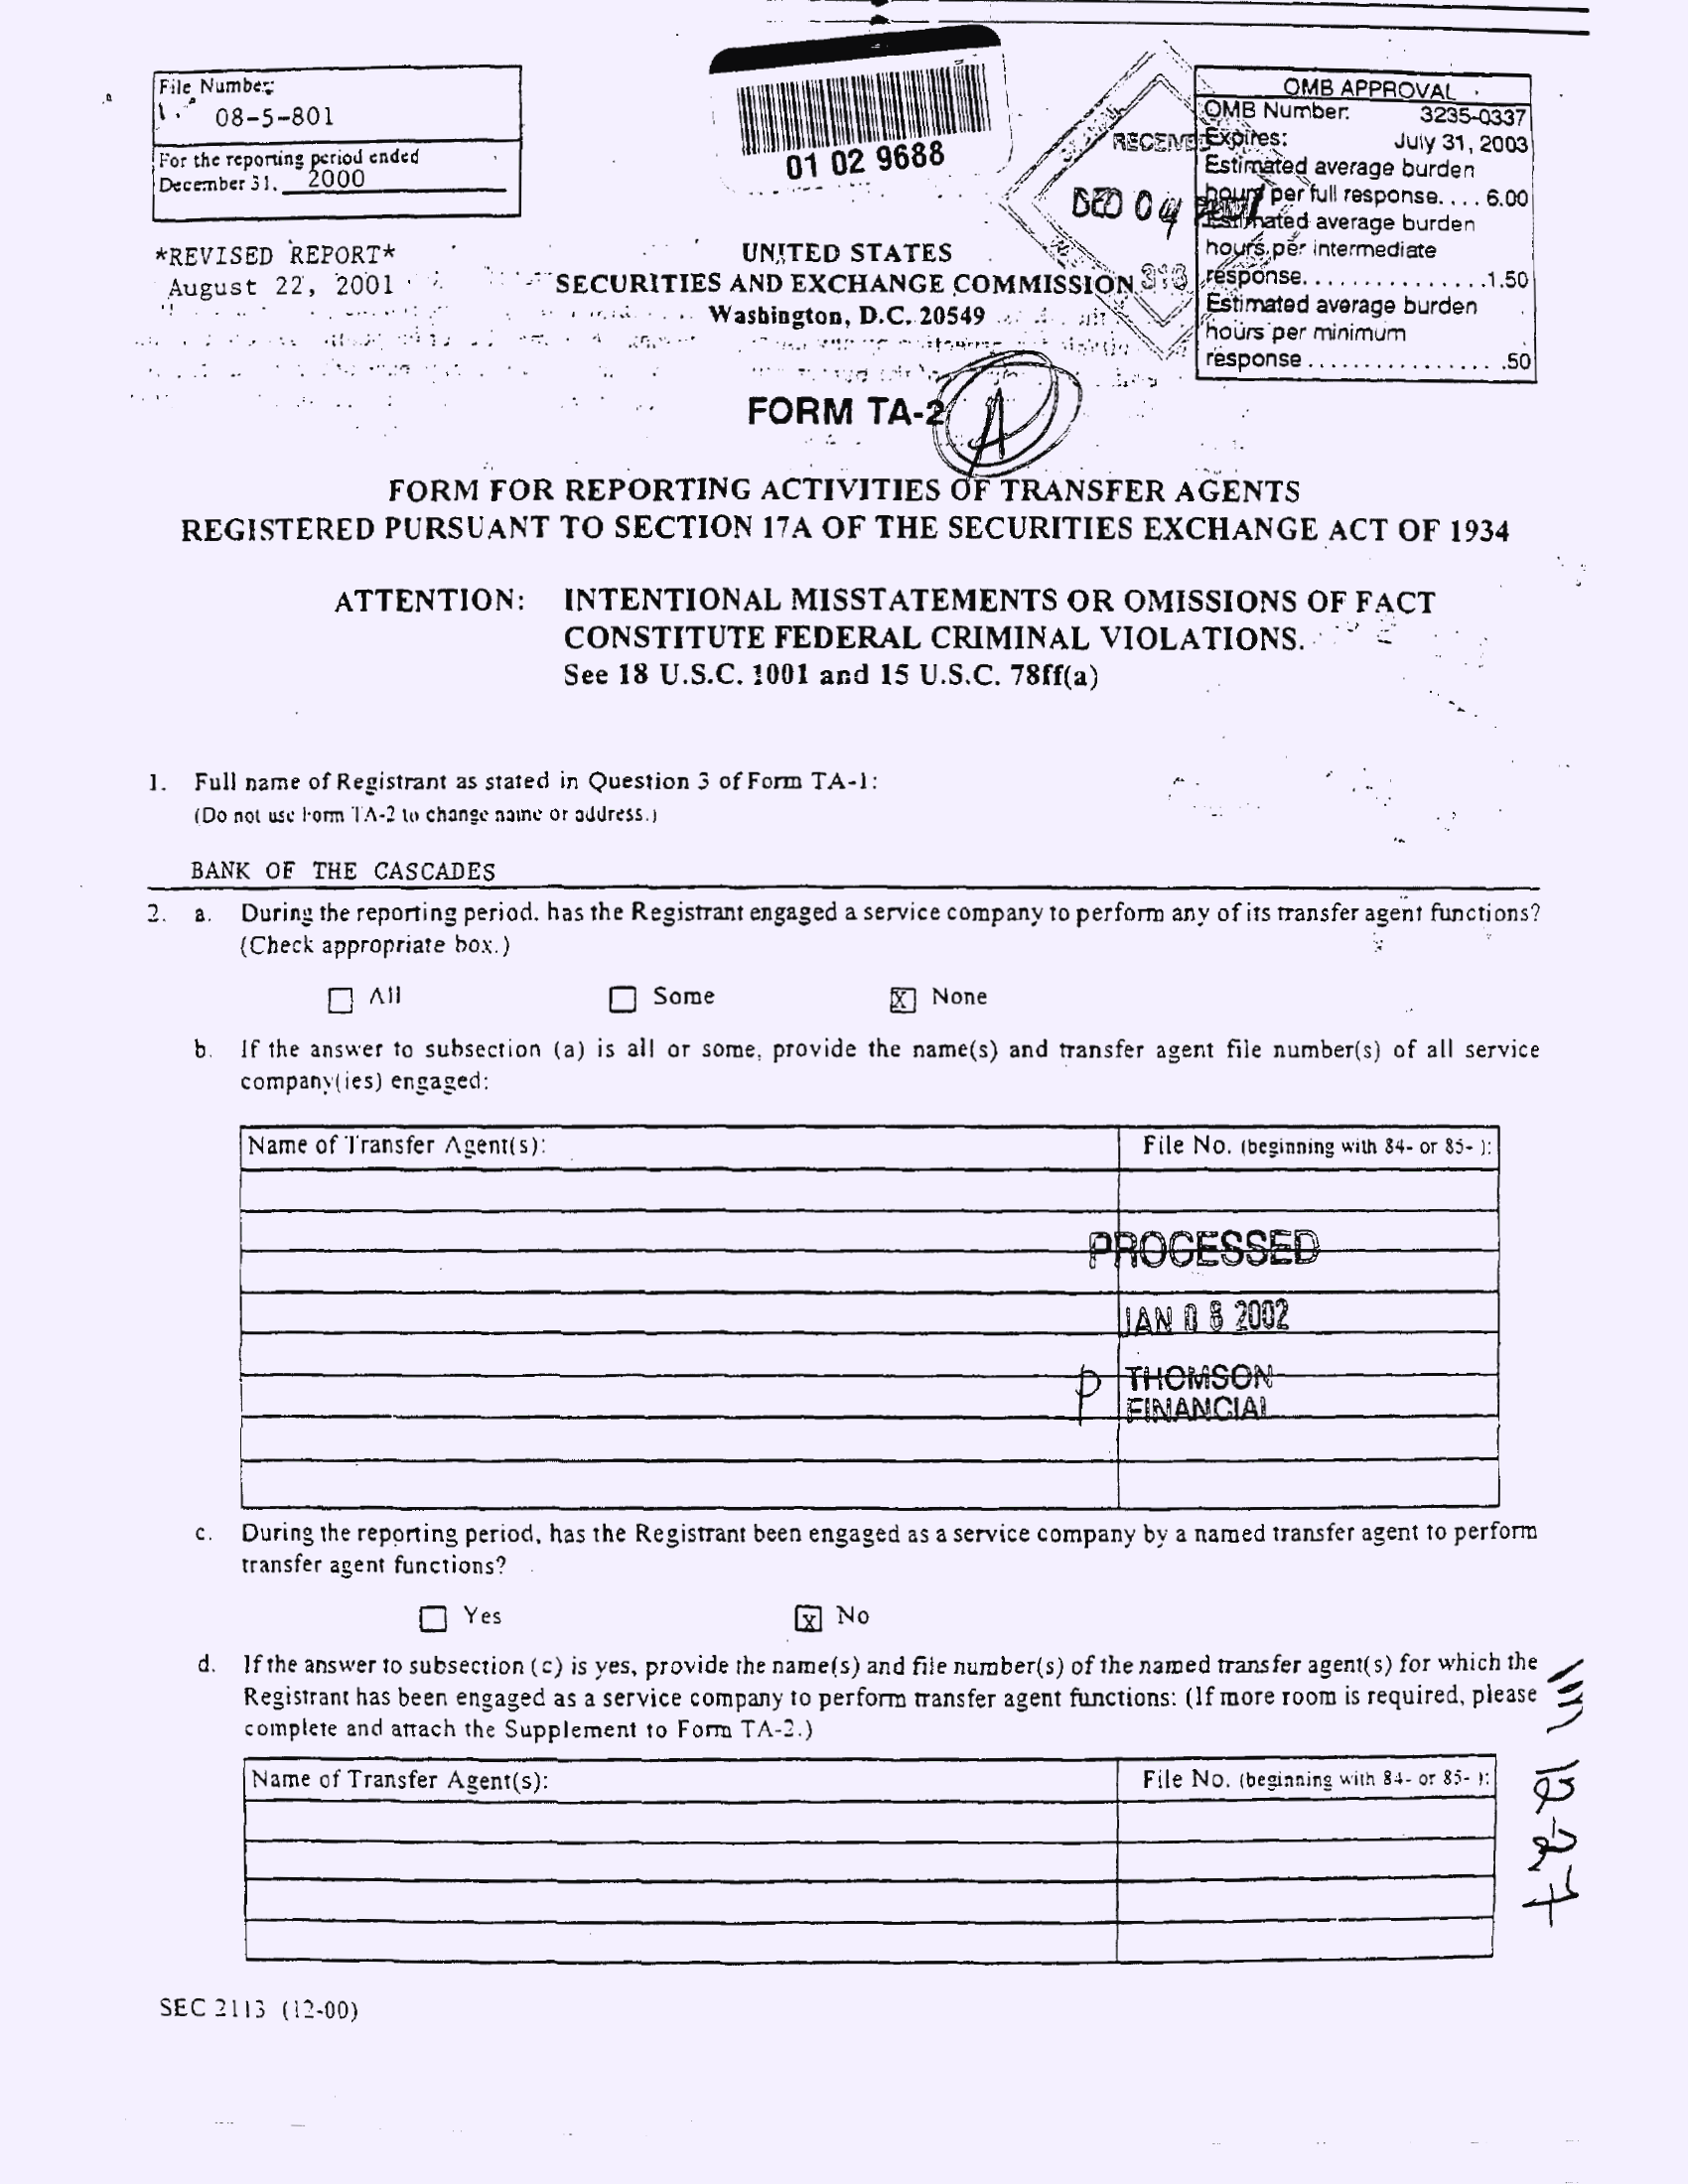 File Number:
08-5-801
For the reporting period ended
December 31, 2000
*REVISED REPORT*
August 22, 2001
01 02 9688
RECEIVED
DEC 04
OMB APPROVAL
OMB Number: 3235-0337
Expires: July 31, 2003
Estimated average burden
hours per full response. . . . 6.00
Estimated average burden
hours per intermediate
response. . . . . . . . . . . . . . . .1.50
Estimated average burden
hours per minimum
response . . . . . . . . . . . . . . . . .50
UNITED STATES
SECURITIES AND EXCHANGE COMMISSION
Washington, D.C. 20549
FORM TA-2
A
FORM FOR REPORTING ACTIVITIES OF TRANSFER AGENTS
REGISTERED PURSUANT TO SECTION 17A OF THE SECURITIES EXCHANGE ACT OF 1934
ATTENTION: INTENTIONAL MISSTATEMENTS OR OMISSIONS OF FACT
CONSTITUTE FEDERAL CRIMINAL VIOLATIONS.
See 18 U.S.C. 1001 and 15 U.S.C. 78ff(a)
1. Full name of Registrant as stated in Question 3 of Form TA-1:
(Do not use Form TA-2 to change name or address.)
BANK OF THE CASCADES
2. a. During the reporting period, has the Registrant engaged a service company to perform any of its transfer agent functions?
(Check appropriate box.)
All Some X None
b. If the answer to subsection (a) is all or some, provide the name(s) and transfer agent file number(s) of all service
company(ies) engaged:
Name of Transfer Agent(s): File No. (beginning with 84- or 85- ):
PROCESSED
JAN 08 2002
P THOMSON
FINANCIAL
c. During the reporting period, has the Registrant been engaged as a service company by a named transfer agent to perform
transfer agent functions?
Yes X No
d. If the answer to subsection (c) is yes, provide the name(s) and file number(s) of the named transfer agent(s) for which the
Registrant has been engaged as a service company to perform transfer agent functions: (If more room is required, please
complete and attach the Supplement to Form TA-2.)
Name of Transfer Agent(s): File No. (beginning with 84- or 85- ):
12-27
SEC 2113 (12-00)